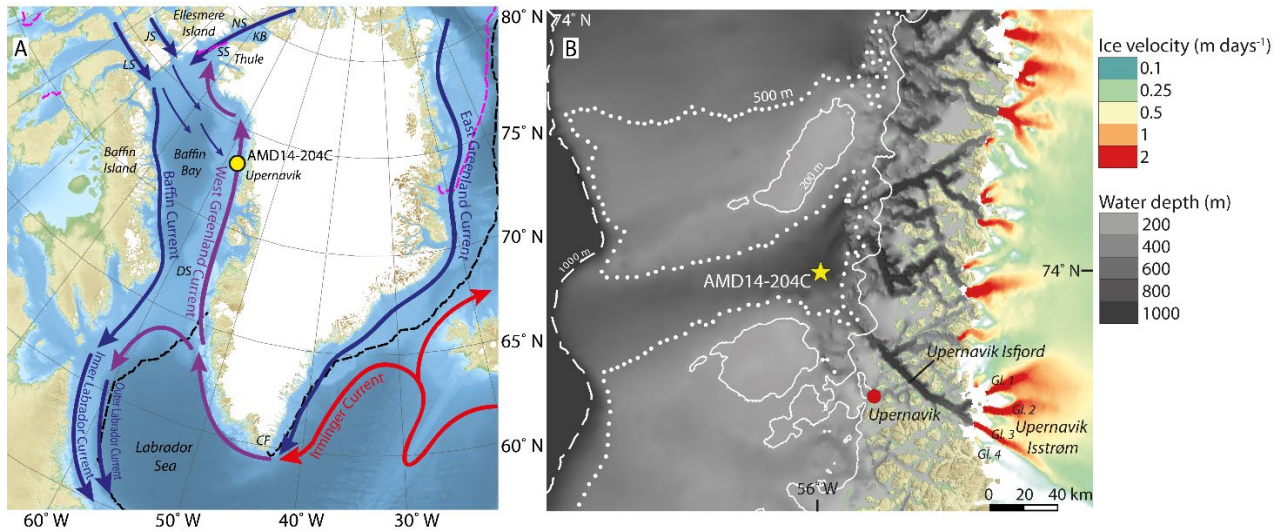 A
Ellesmere
Island
NS
JS
KB
SS
LS
Thule
Baffin
Island
Baffin
Bay
AMD14-204C
Upernavik
Baffin Current
West Greenland Current
East Greenland Current
DS
Inner Labrador Current
Outer Labrador Current
Labrador
Sea
CF
Irminger Current
80° N
75° N
70° N
65° N
60° N
60° W
50° W
40° W
30° W
74° N
B
500 m
200 m
1000 m
AMD14-204C
74° N
Upernavik Isfjord
Upernavik
Gl. 1
Gl. 2
Gl. 3
Gl. 4
Upernavik
Isstrøm
56° W
0 20 40 km
Ice velocity (m days⁻¹)
0.1
0.25
0.5
1
2
Water depth (m)
200
400
600
800
1000